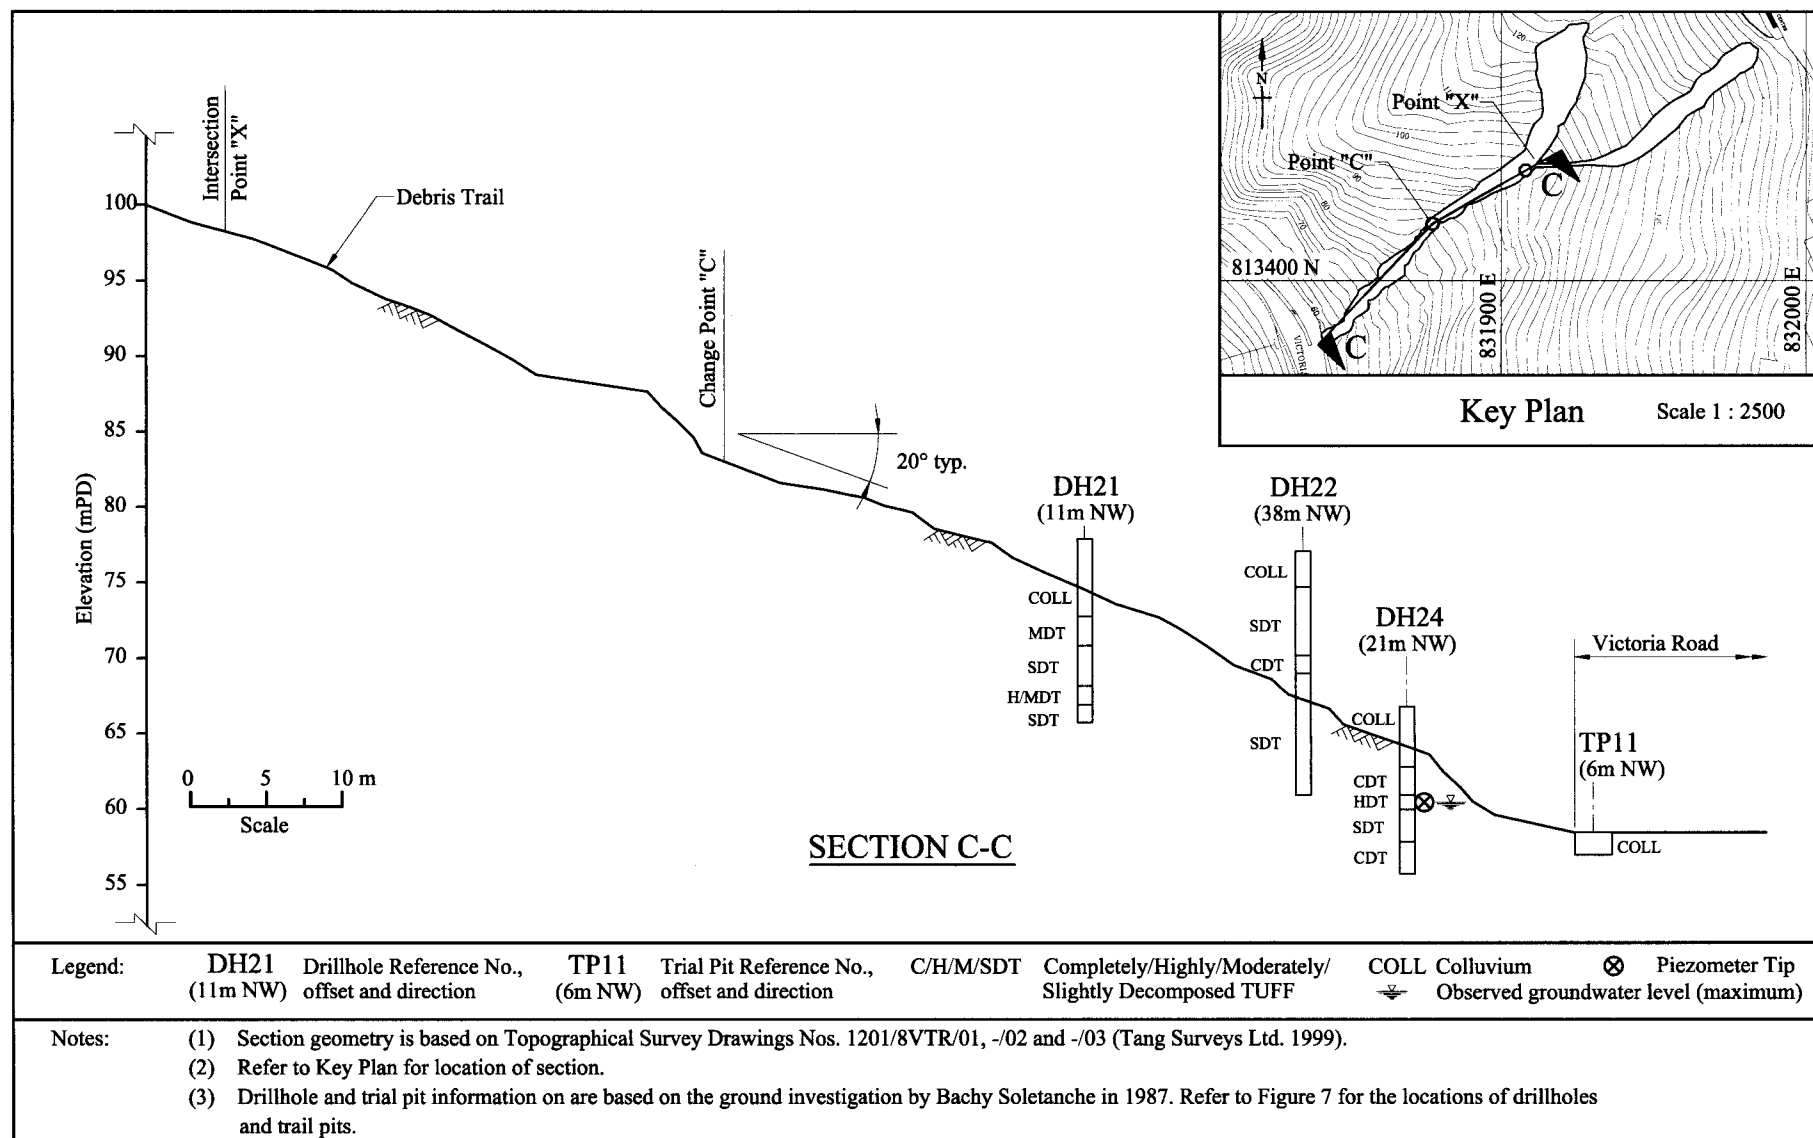 Intersection
Point "X"
Debris Trail
Change Point "C"
20° typ.
Elevation (mPD)
100
95
90
85
80
75
70
65
60
55
0 5 10 m
Scale
SECTION C-C
DH21
(11m NW)
COLL
MDT
SDT
H/MDT
SDT
DH22
(38m NW)
COLL
SDT
CDT
SDT
DH24
(21m NW)
COLL
CDT
HDT
SDT
CDT
Victoria Road
TP11
(6m NW)
COLL
N
120
100
90
80
70
60
Point "X"
Point "C"
C
C
813400 N
831900 E
832000 E
Key Plan Scale 1 : 2500
Legend:
DH21 Drillhole Reference No.,
(11m NW) offset and direction
TP11 Trial Pit Reference No.,
(6m NW) offset and direction
C/H/M/SDT Completely/Highly/Moderately/
Slightly Decomposed TUFF
COLL Colluvium
Piezometer Tip
Observed groundwater level (maximum)
Notes: (1) Section geometry is based on Topographical Survey Drawings Nos. 1201/8VTR/01, -/02 and -/03 (Tang Surveys Ltd. 1999).
(2) Refer to Key Plan for location of section.
(3) Drillhole and trial pit information on are based on the ground investigation by Bachy Soletanche in 1987. Refer to Figure 7 for the locations of drillholes
and trail pits.